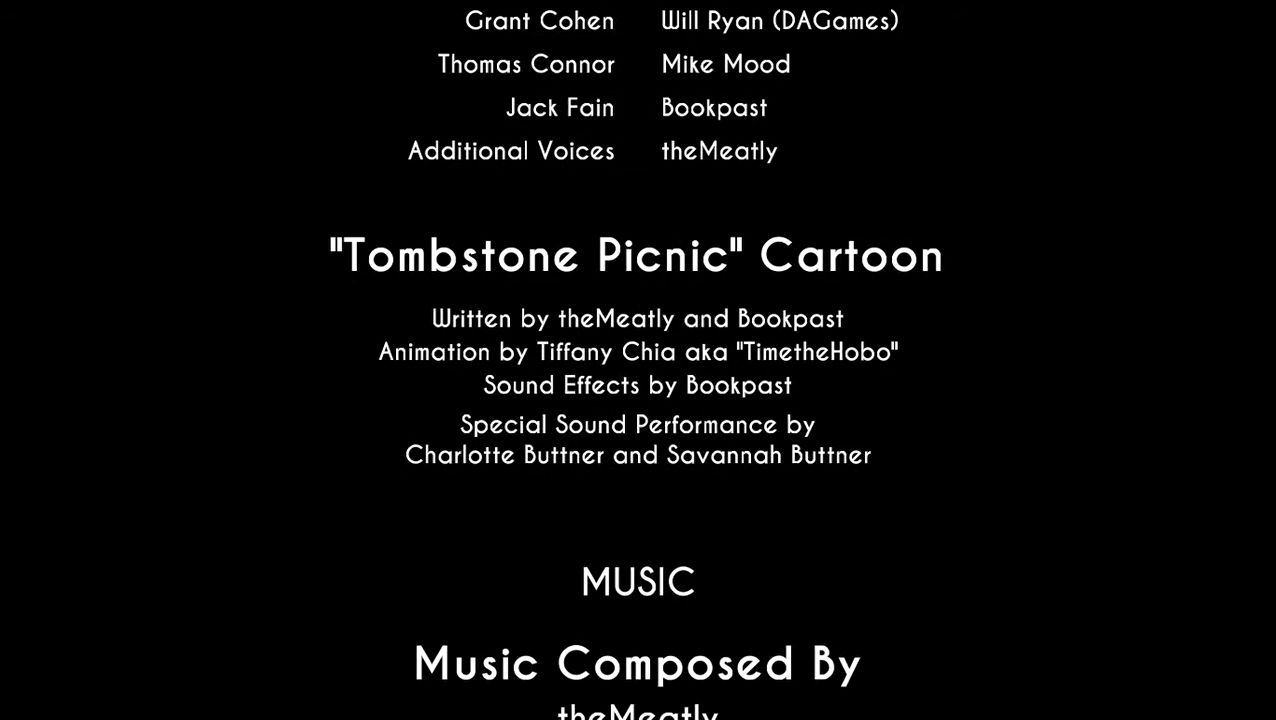 Grant Cohen Will Ryan (DAGames)
Thomas Connor Mike Mood
Jack Fain Bookpast
Additional Voices theMeatly
"Tombstone Picnic" Cartoon
Written by theMeatly and Bookpast
Animation by Tiffany Chia aka "TimetheHobo"
Sound Effects by Bookpast
Special Sound Performance by
Charlotte Buttner and Savannah Buttner
MUSIC
Music Composed By
theMeatly